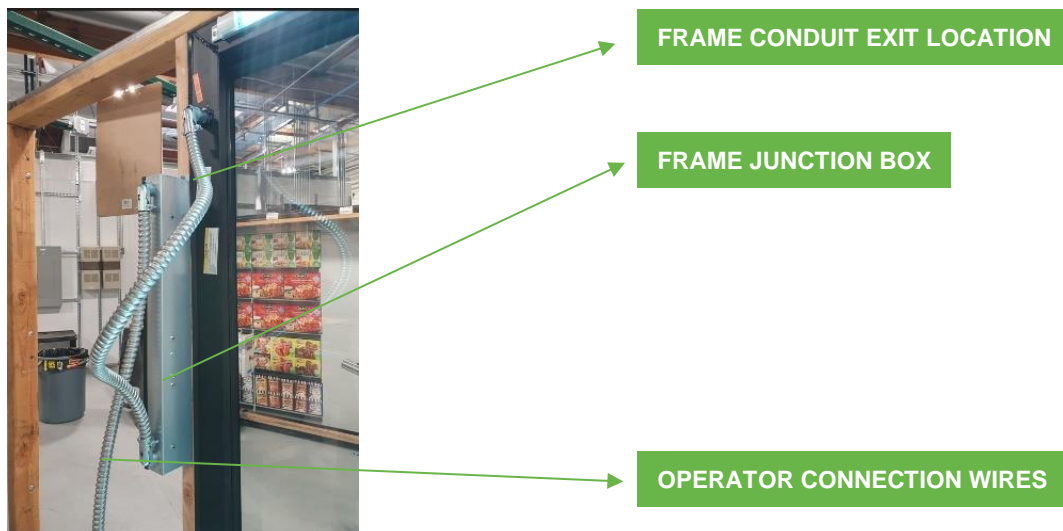 FRAME CONDUIT EXIT LOCATION
FRAME JUNCTION BOX
OPERATOR CONNECTION WIRES